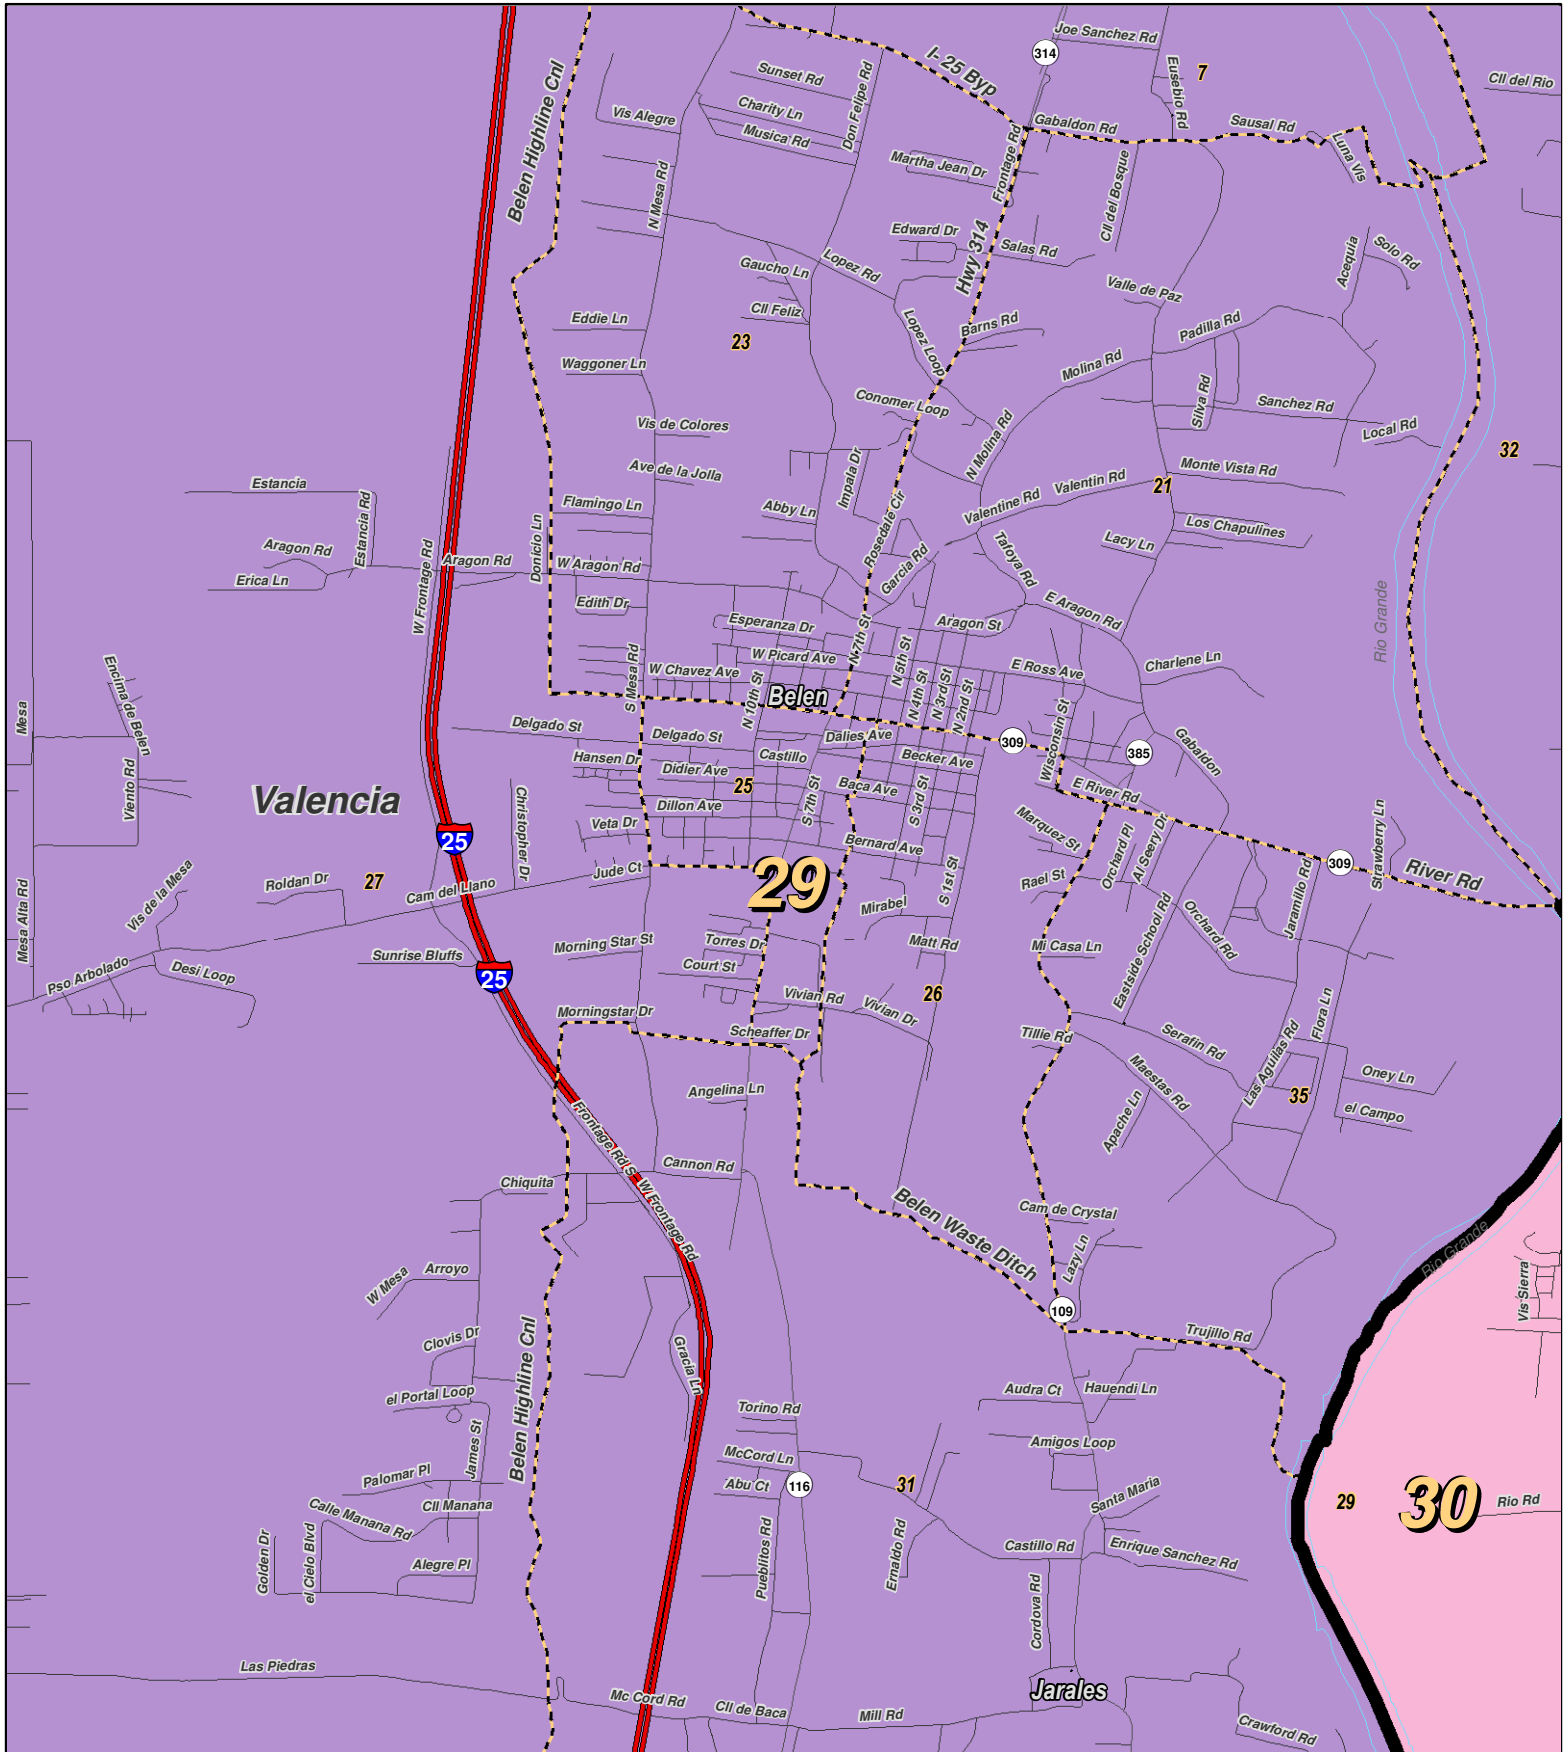 Joe Sanchez Rd
314
I- 25 Byp
7
Sunset Rd
Don Felipe Rd
Eusebio Rd
Cll del Rio
Belen Highline Cnl
Vis Alegre
Charity Ln
Musica Rd
Gabaldon Rd
Sausal Rd
Luna Vis
Frontage Rd
Martha Jean Dr
N Mesa Rd
Cll del Bosque
Edward Dr
Salas Rd
Hwy 314
Acequia
Solo Rd
Gaucho Ln
Lopez Rd
Valle de Paz
Cll Feliz
Eddie Ln
23
Lopez Loop
Barns Rd
Padilla Rd
Waggoner Ln
Molina Rd
Silva Rd
Sanchez Rd
Conomer Loop
Vis de Colores
N Molina Rd
Local Rd
32
Ave de la Jolla
Impala Dr
Monte Vista Rd
Estancia
Estancia Rd
Valentin Rd
21
Flamingo Ln
Abby Ln
Valentine Rd
Rosedale Cir
Los Chapulines
Donicio Ln
Aragon Rd
W Frontage Rd
Aragon Rd
W Aragon Rd
Garcia Rd
Tafoya Rd
Lacy Ln
Erica Ln
Edith Dr
E Aragon Rd
Rio Grande
Esperanza Dr
Aragon St
N 7th St
N 5th St
W Picard Ave
E Ross Ave
Charlene Ln
Encima de Belen
S Mesa Rd
W Chavez Ave
N 10th St
Belen
N 4th St
N 3rd St
N 2nd St
Mesa
Delgado St
Delgado St
Dalies Ave
309
Wisconsin St
385
Gabaldon
Hansen Dr
Castillo
Becker Ave
Didier Ave
25
Baca Ave
E River Rd
Viento Rd
Valencia
Christopher Dr
Dillon Ave
S 7th St
S 3rd St
Veta Dr
Marquez St
Orchard Pl
Al Seery Dr
Strawberry Ln
25
Bernard Ave
309
River Rd
Jude Ct
29
S 1st St
Rael St
Jaramillo Rd
Roldan Dr
27
Cam del Llano
Mesa Alta Rd
Vis de la Mesa
Mirabel
Orchard Rd
Eastside School Rd
Morning Star St
Torres Dr
Matt Rd
Mi Casa Ln
Sunrise Bluffs
Court St
Pso Arbolado
Desi Loop
25
Vivian Rd
Vivian Dr
26
Flora Ln
Morningstar Dr
Scheaffer Dr
Tillie Rd
Serafin Rd
Las Aguilas Rd
Maestas Rd
Oney Ln
Angelina Ln
35
Apache Ln
el Campo
Frontage Rd S
Cannon Rd
Chiquita
W Frontage Rd
Belen Waste Ditch
Cam de Crystal
Lazy Ln
Rio Grande
W Mesa
Arroyo
Vis Sierra
109
Trujillo Rd
Clovis Dr
Belen Highline Cnl
Gracia Ln
el Portal Loop
Audra Ct
Hauendi Ln
Torino Rd
James St
Amigos Loop
McCord Ln
Palomar Pl
Abu Ct
116
31
Santa Maria
29
30
Rio Rd
Calle Manana Rd
Cll Manana
Golden Dr
el Cielo Blvd
Pueblitos Rd
Ernaldo Rd
Castillo Rd
Enrique Sanchez Rd
Alegre Pl
Cordova Rd
Las Piedras
Jarales
Mc Cord Rd
Cll de Baca
Mill Rd
Crawford Rd